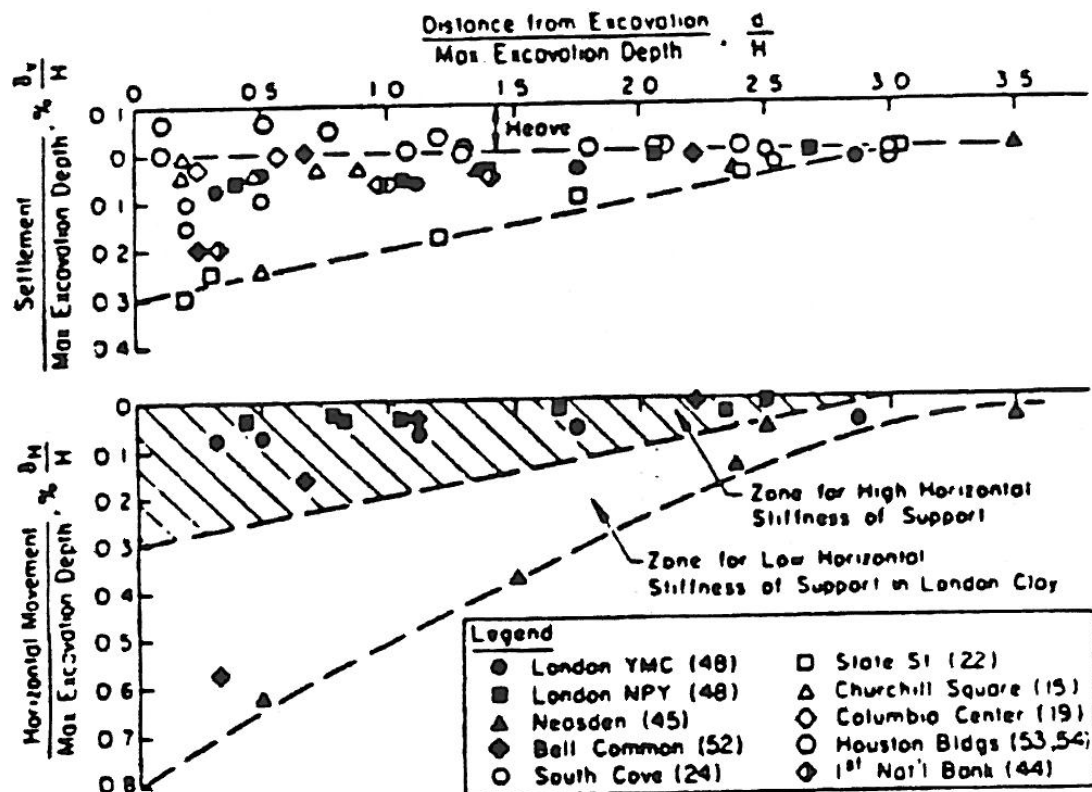 Distance from Excavation
Max Excavation Depth , d
H
0 0.5 1.0 1.5 2.0 2.5 3.0 3.5
Settlement
Max Excavation Depth , % δv
H
0 1
0
0 1
0 2
0 3
0 4
Heave
Horizontal Movement
Max Excavation Depth , % δH
H
0
0 1
0 2
0 3
0 4
0 5
0 6
0 7
0 8
Zone for High Horizontal
Stiffness of Support
Zone for Low Horizontal
Stiffness of Support in London Clay
Legend
London YMC (48)
London NPY (48)
Neasden (45)
Bell Common (52)
South Cove (24)
State St (22)
Churchill Square (15)
Columbia Center (19)
Houston Bldgs (53,54)
1st Nat'l Bank (44)